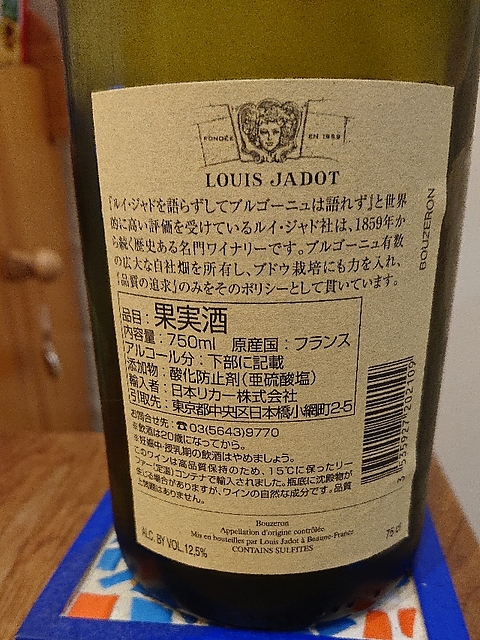 FONDÉE EN 1859
LOUIS JADOT
『ルイ・ジャドを語らずしてブルゴーニュは語れず』と世界
的に高い評価を受けているルイ・ジャド社は、1859年か
ら続く歴史ある名門ワイナリーです。ブルゴーニュ有数
の広大な自社畑を所有し、ブドウ栽培にも力を入れ、
「品質の追求」のみをそのポリシーとして貫いています。
BOUZERON
品目：果実酒
内容量：750ml 原産国：フランス
アルコール分：下部に記載
添加物：酸化防止剤（亜硫酸塩）
輸入者：日本リカー株式会社
引取先：東京都中央区日本橋小網町2-5
お問合せ先：☎03(5643)9770
※飲酒は20歳になってから。
※妊娠中・授乳期の飲酒はやめましょう。
このワインは高品質保持のため、15℃に保ったリー
ファー(定温)コンテナで輸入されました。瓶底に沈殿物が
生じる場合がありますが、ワインの自然な成分です。品質
上問題はありません。
3 535927 202109
Bouzeron
Appellation d'origine contrôlée
Mis en bouteilles par Louis Jadot à Beaune-France
CONTAINS SULFITES
ALC. BY VOL. 12,5%
75 cl